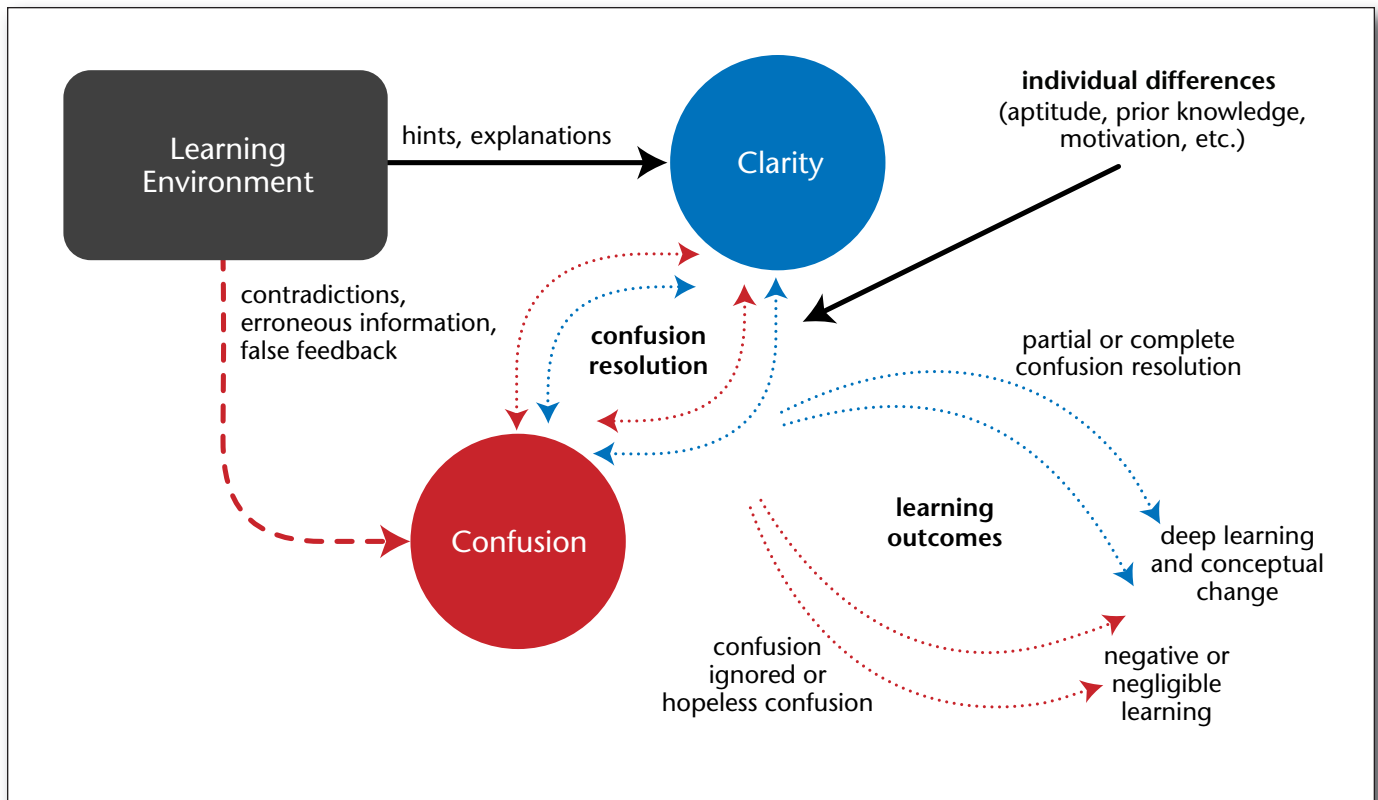 Learning
Environment
hints, explanations
Clarity
individual differences
(aptitude, prior knowledge,
motivation, etc.)
contradictions,
erroneous information,
false feedback
confusion
resolution
partial or complete
confusion resolution
Confusion
learning
outcomes
deep learning
and conceptual
change
confusion
ignored or
hopeless confusion
negative or
negligible
learning